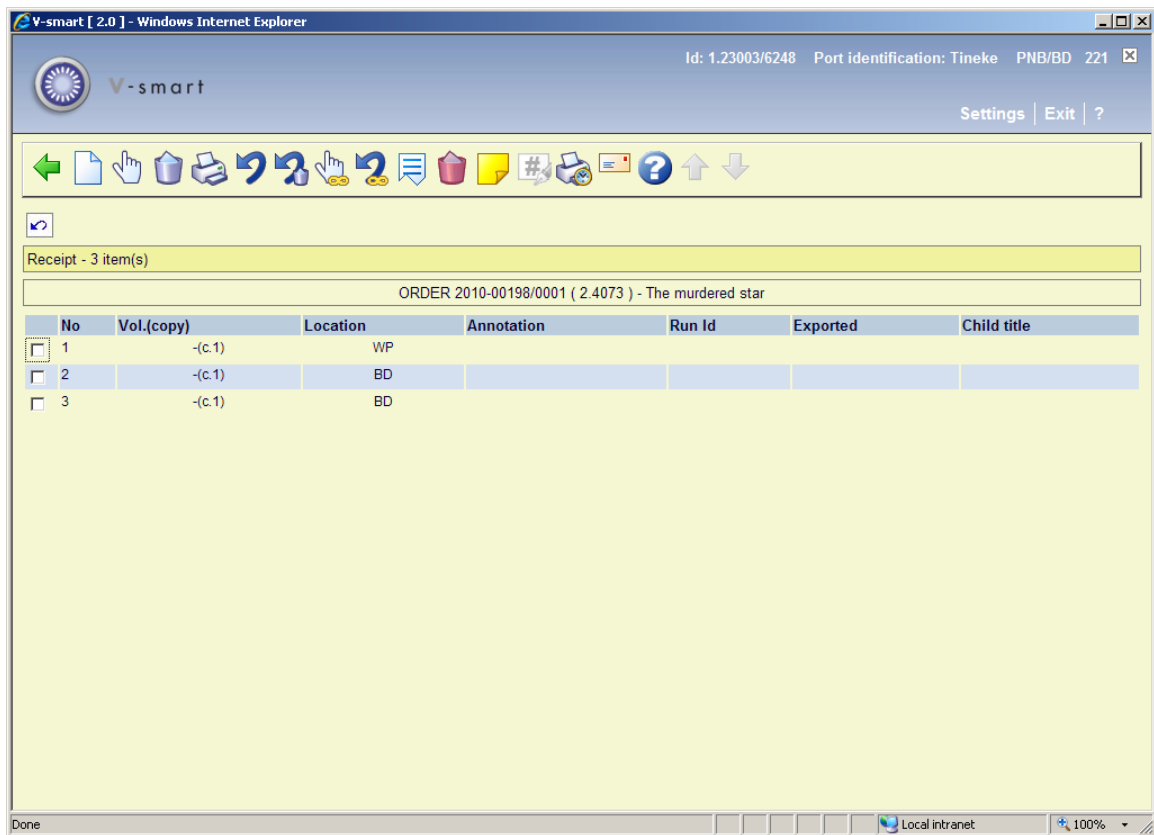 V-smart [ 2.0 ] - Windows Internet Explorer
Id: 1.23003/6248 Port identification: Tineke PNB/BD 221
V-smart
Settings | Exit | ?
Receipt - 3 item(s)
ORDER 2010-00198/0001 ( 2.4073 ) - The murdered star
No Vol.(copy) Location Annotation Run Id Exported Child title
1 -(c.1) WP
2 -(c.1) BD
3 -(c.1) BD
Done Local intranet 100%